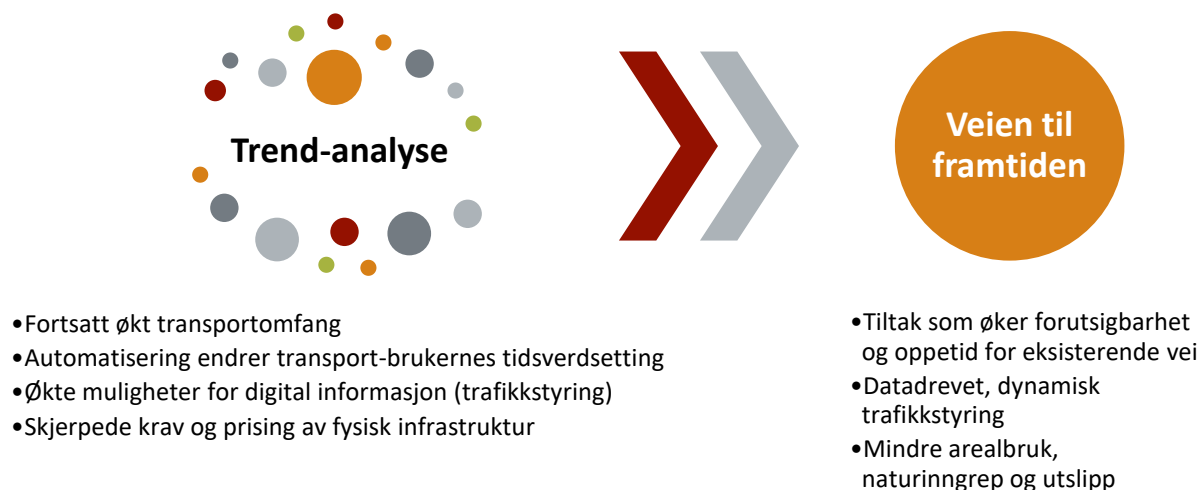 Trend-analyse
Veien til
framtiden
•Fortsatt økt transportomfang
•Automatisering endrer transport-brukernes tidsverdsetting
•Økte muligheter for digital informasjon (trafikkstyring)
•Skjerpede krav og prising av fysisk infrastruktur
•Tiltak som øker forutsigbarhet
og oppetid for eksisterende vei
•Datadrevet, dynamisk
trafikkstyring
•Mindre arealbruk,
naturinngrep og utslipp